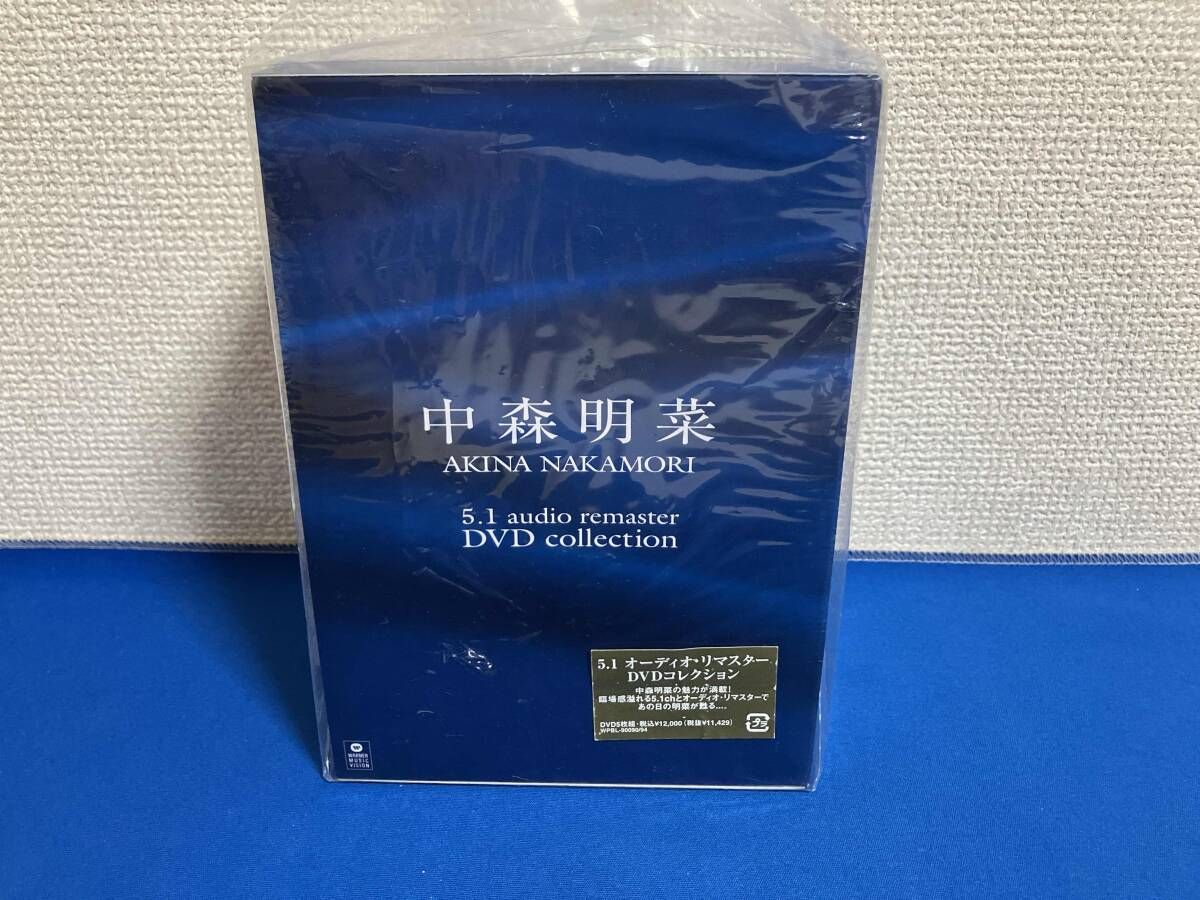 中森明菜
AKINA NAKAMORI
5.1 audio remaster
DVD collection
5.1 オーディオ・リマスター
DVDコレクション
中森明菜の魅力が満載!
臨場感溢れる5.1chとオーディオ・リマスターで
あの日の明菜が甦る....。
DVD5枚組・税込¥12,000(税抜¥11,429)
WPBL-90090/94
プラ
WARNER
MUSIC
VISION